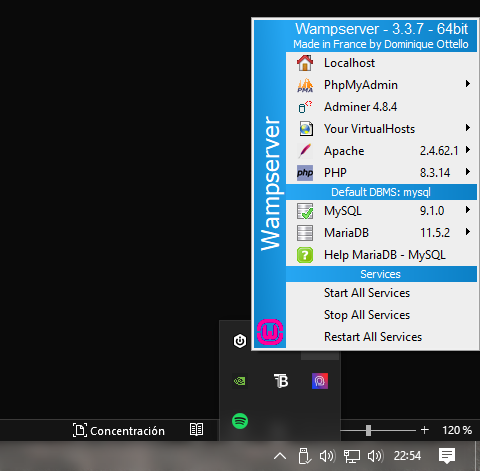 Wampserver - 3.3.7 - 64bit
Made in France by Dominique Ottello
Wampserver
Localhost
PhpMyAdmin
Adminer 4.8.4
Your VirtualHosts
Apache 2.4.62.1
PHP 8.3.14
Default DBMS: mysql
MySQL 9.1.0
MariaDB 11.5.2
Help MariaDB - MySQL
Services
Start All Services
Stop All Services
Restart All Services
Concentración
120 %
22:54